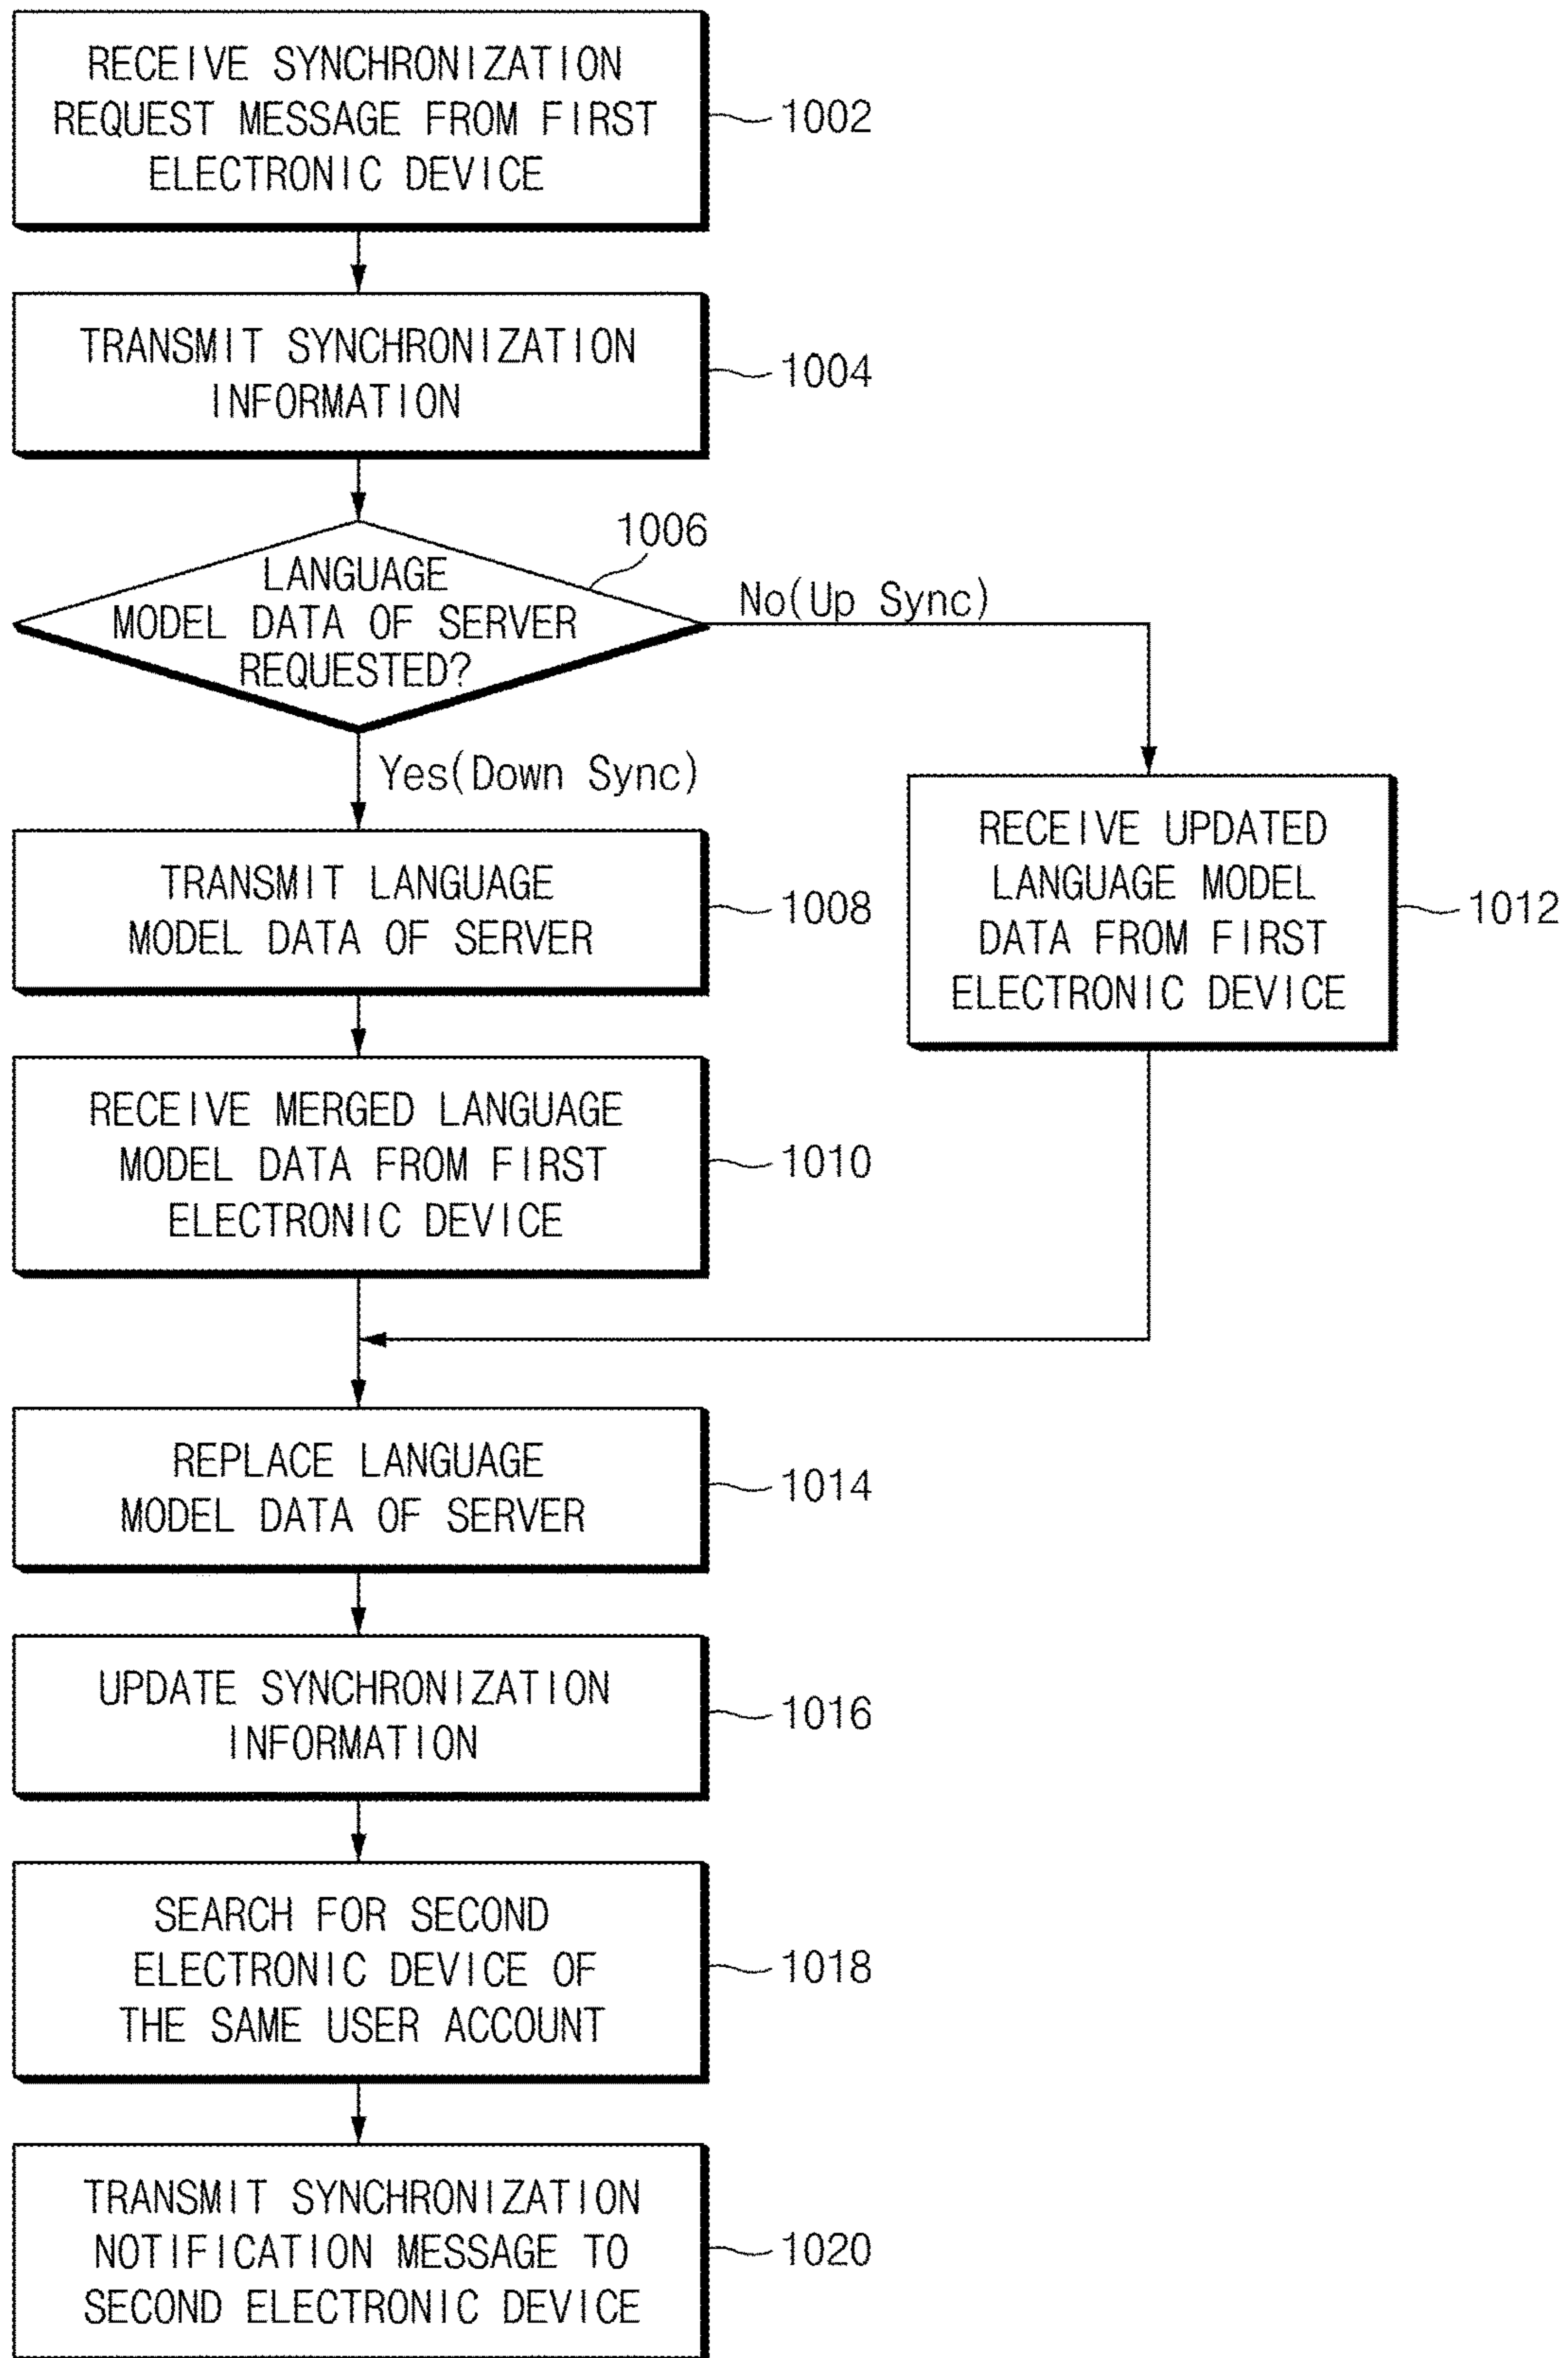 RECEIVE SYNCHRONIZATION
REQUEST MESSAGE FROM FIRST
ELECTRONIC DEVICE
1002
TRANSMIT SYNCHRONIZATION
INFORMATION
1004
1006
LANGUAGE
MODEL DATA OF SERVER
REQUESTED?
No(Up Sync)
Yes(Down Sync)
TRANSMIT LANGUAGE
MODEL DATA OF SERVER
1008
RECEIVE UPDATED
LANGUAGE MODEL
DATA FROM FIRST
ELECTRONIC DEVICE
1012
RECEIVE MERGED LANGUAGE
MODEL DATA FROM FIRST
ELECTRONIC DEVICE
1010
REPLACE LANGUAGE
MODEL DATA OF SERVER
1014
UPDATE SYNCHRONIZATION
INFORMATION
1016
SEARCH FOR SECOND
ELECTRONIC DEVICE OF
THE SAME USER ACCOUNT
1018
TRANSMIT SYNCHRONIZATION
NOTIFICATION MESSAGE TO
SECOND ELECTRONIC DEVICE
1020